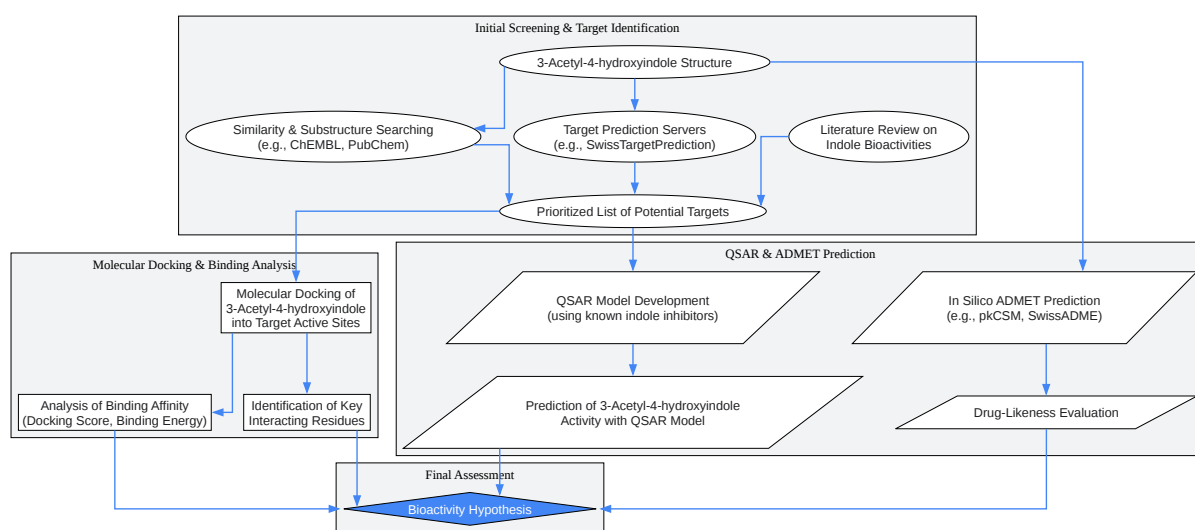 Initial Screening & Target Identification
3-Acetyl-4-hydroxyindole Structure
Similarity & Substructure Searching
(e.g., ChEMBL, PubChem)
Target Prediction Servers
(e.g., SwissTargetPrediction)
Literature Review on
Indole Bioactivities
Prioritized List of Potential Targets
Molecular Docking & Binding Analysis
Molecular Docking of
3-Acetyl-4-hydroxyindole
into Target Active Sites
Analysis of Binding Affinity
(Docking Score, Binding Energy)
Identification of Key
Interacting Residues
QSAR & ADMET Prediction
QSAR Model Development
(using known indole inhibitors)
In Silico ADMET Prediction
(e.g., pkCSM, SwissADME)
Prediction of 3-Acetyl-4-hydroxyindole
Activity with QSAR Model
Drug-Likeness Evaluation
Final Assessment
Bioactivity Hypothesis